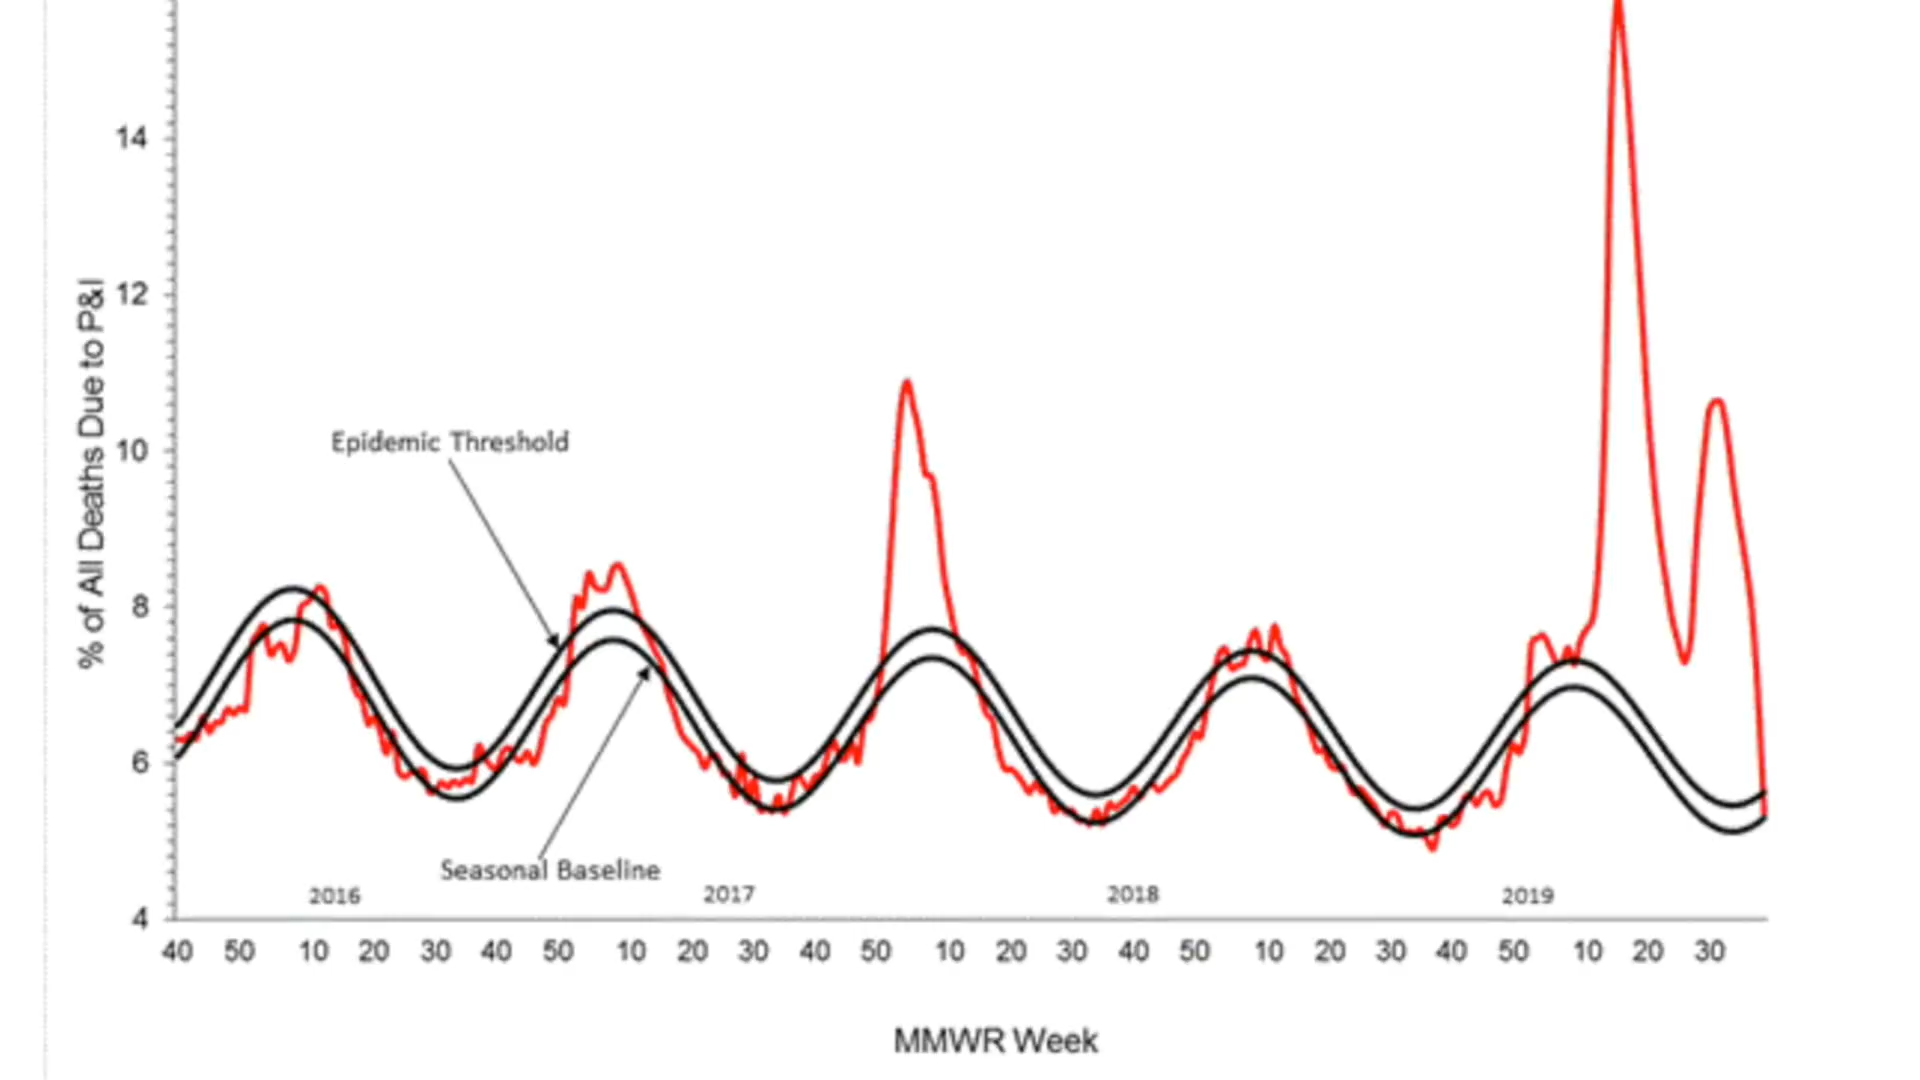 % of All Deaths Due to P&I
14
12
10
8
6
4
Epidemic Threshold
Seasonal Baseline
2016 2017 2018 2019
40 50 10 20 30 40 50 10 20 30 40 50 10 20 30 40 50 10 20 30 40 50 10 20 30
MMWR Week